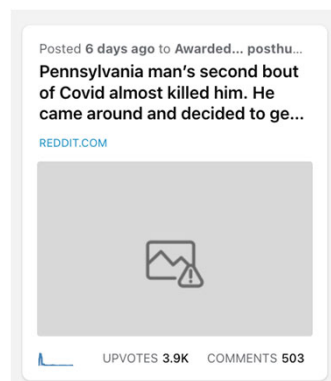 Posted 6 days ago to Awarded... posthu...
Pennsylvania man's second bout
of Covid almost killed him. He
came around and decided to ge...
REDDIT.COM
UPVOTES 3.9K COMMENTS 503